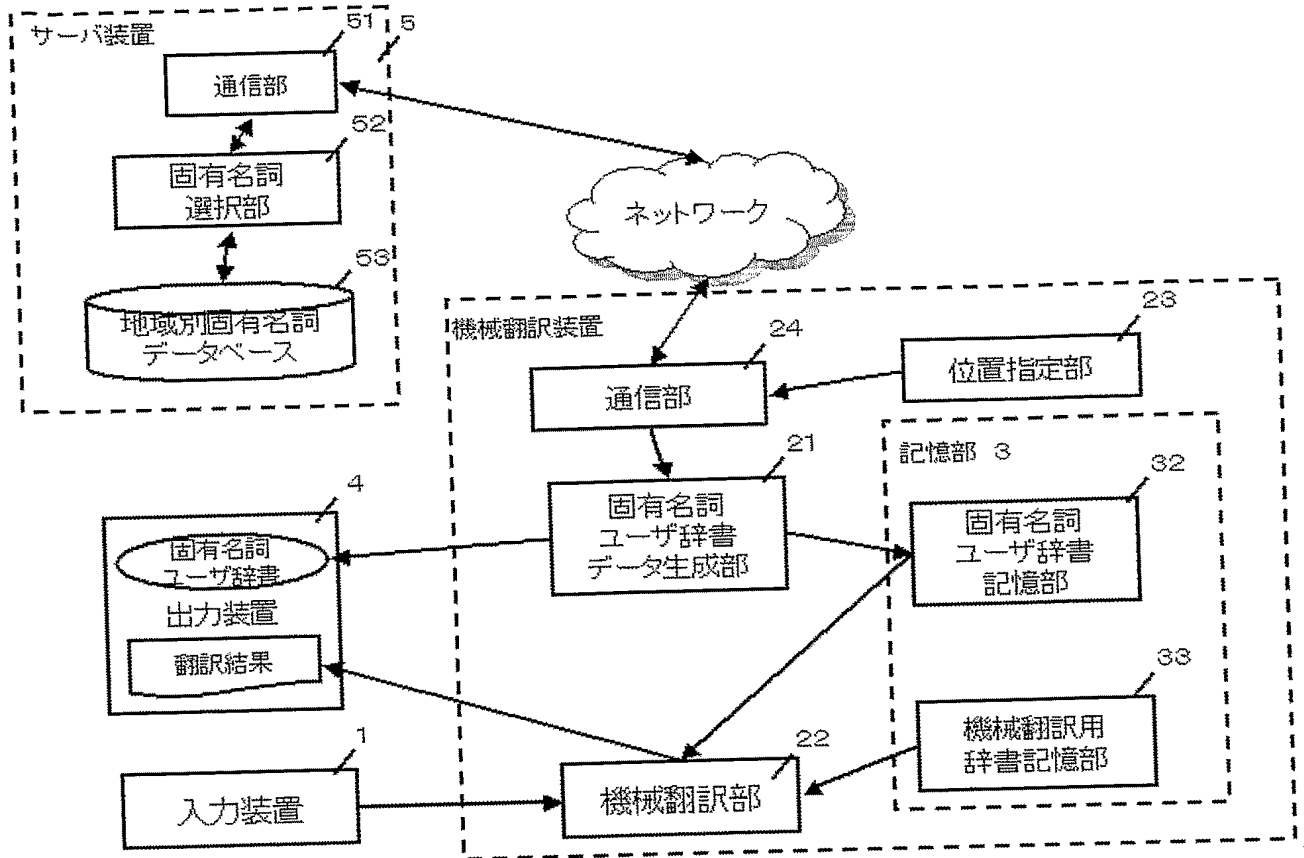 サーバ装置
51
5
通信部
52
固有名詞
選択部
53
地域別固有名詞
データベース
ネットワーク
機械翻訳装置
24
通信部
23
位置指定部
21
固有名詞
ユーザ辞書
データ生成部
記憶部 3
32
固有名詞
ユーザ辞書
記憶部
33
機械翻訳用
辞書記憶部
4
固有名詞
ユーザ辞書
出力装置
翻訳結果
1
入力装置
22
機械翻訳部